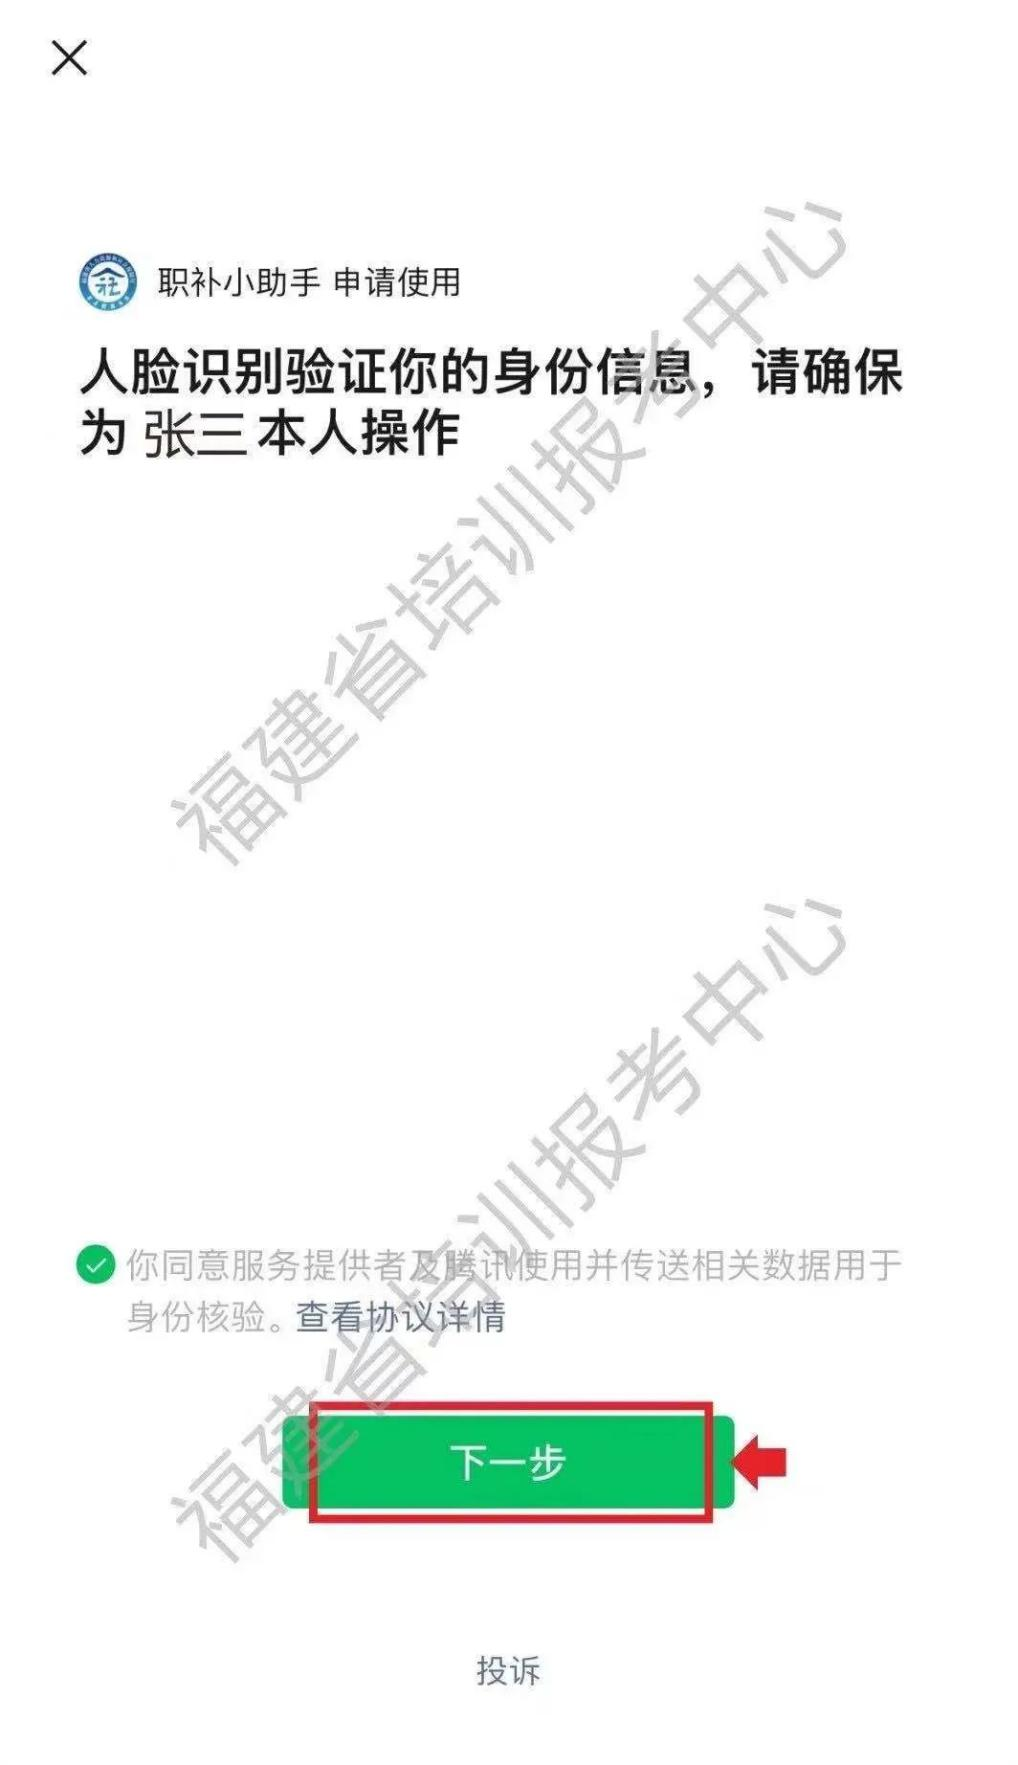 职补小助手 申请使用
人脸识别验证你的身份信息，请确保
为 张三 本人操作
福建省培训报考中心
你同意服务提供者及腾讯使用并传送相关数据用于
身份核验。查看协议详情
福建省培训报考中心
下一步
投诉